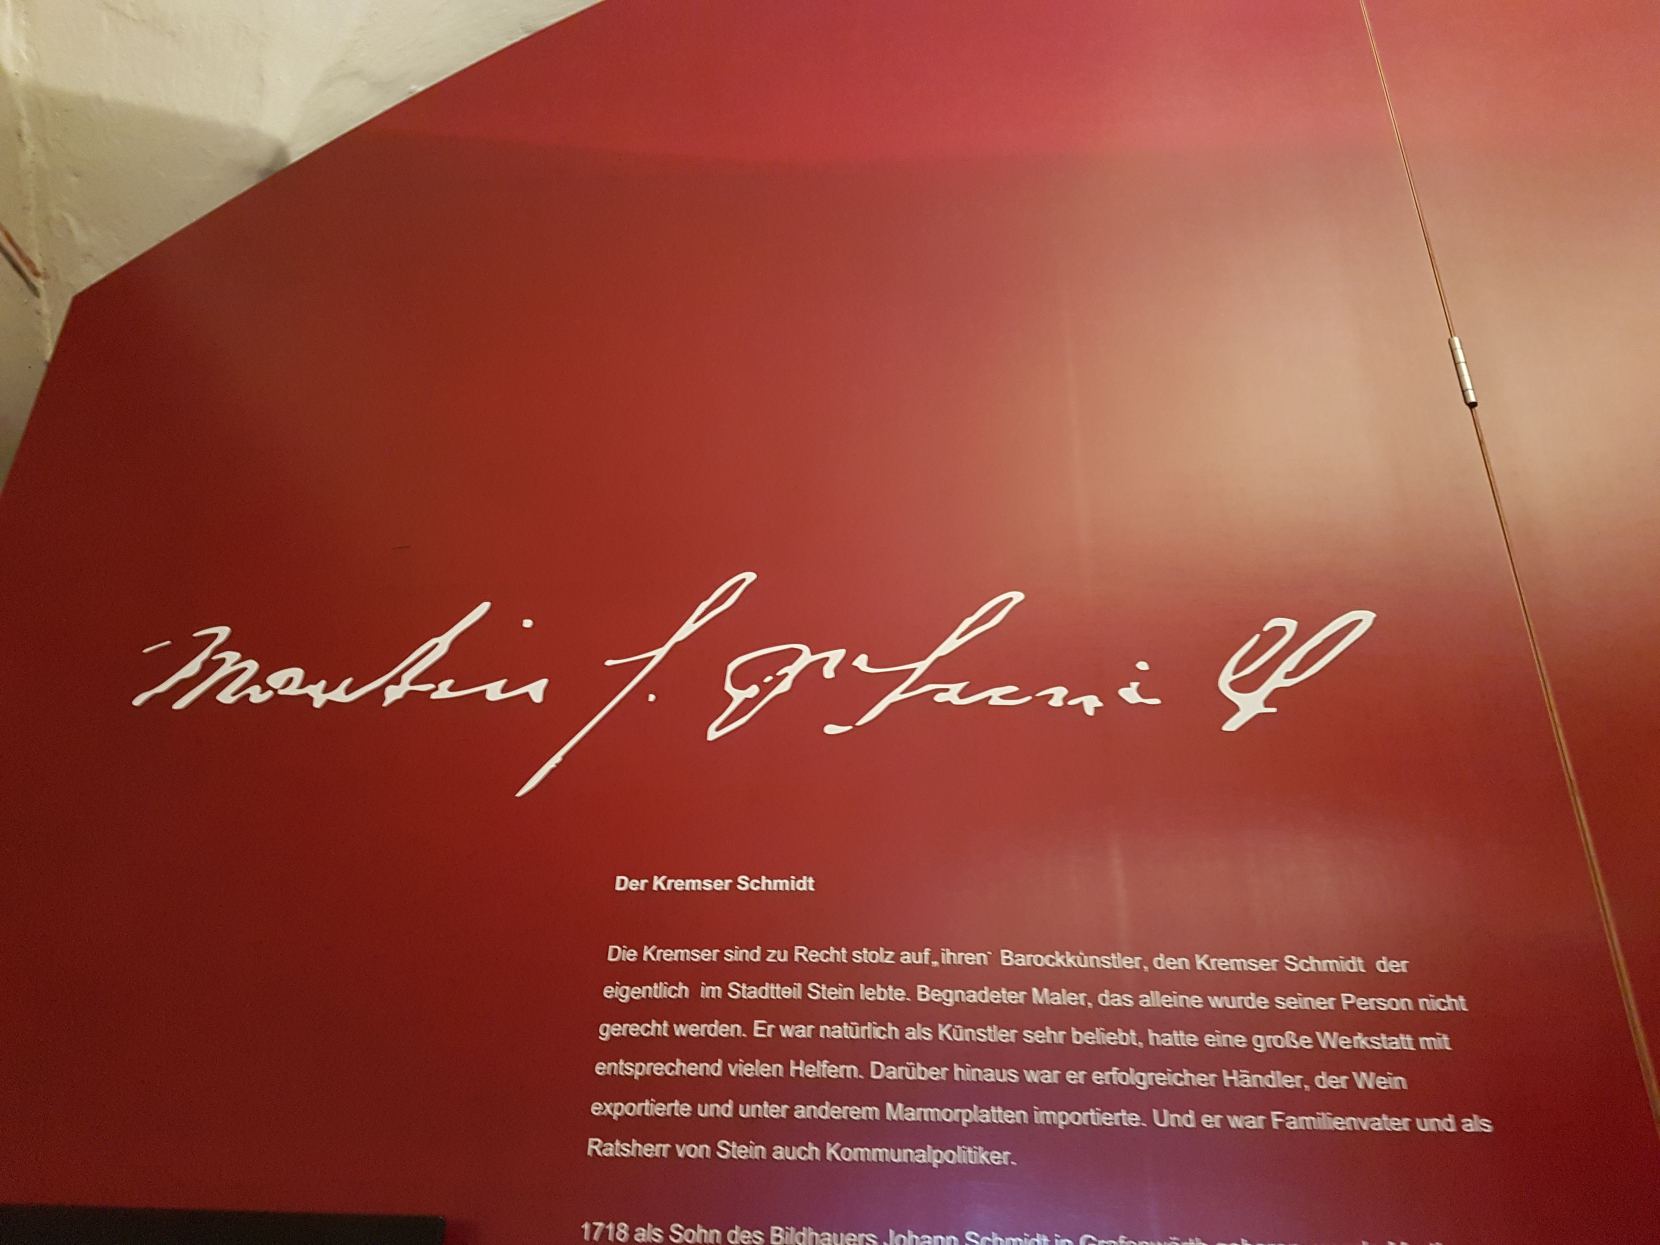 Martin J. Schmidt
Der Kremser Schmidt
Die Kremser sind zu Recht stolz auf „ihren“ Barockkünstler, den Kremser Schmidt der
eigentlich im Stadtteil Stein lebte. Begnadeter Maler, das alleine wurde seiner Person nicht
gerecht werden. Er war natürlich als Künstler sehr beliebt, hatte eine große Werkstatt mit
entsprechend vielen Helfern. Darüber hinaus war er erfolgreicher Händler, der Wein
exportierte und unter anderem Marmorplatten importierte. Und er war Familienvater und als
Ratsherr von Stein auch Kommunalpolitiker.
1718 als Sohn des Bildhauers Johann Schmidt in Grafenwörth